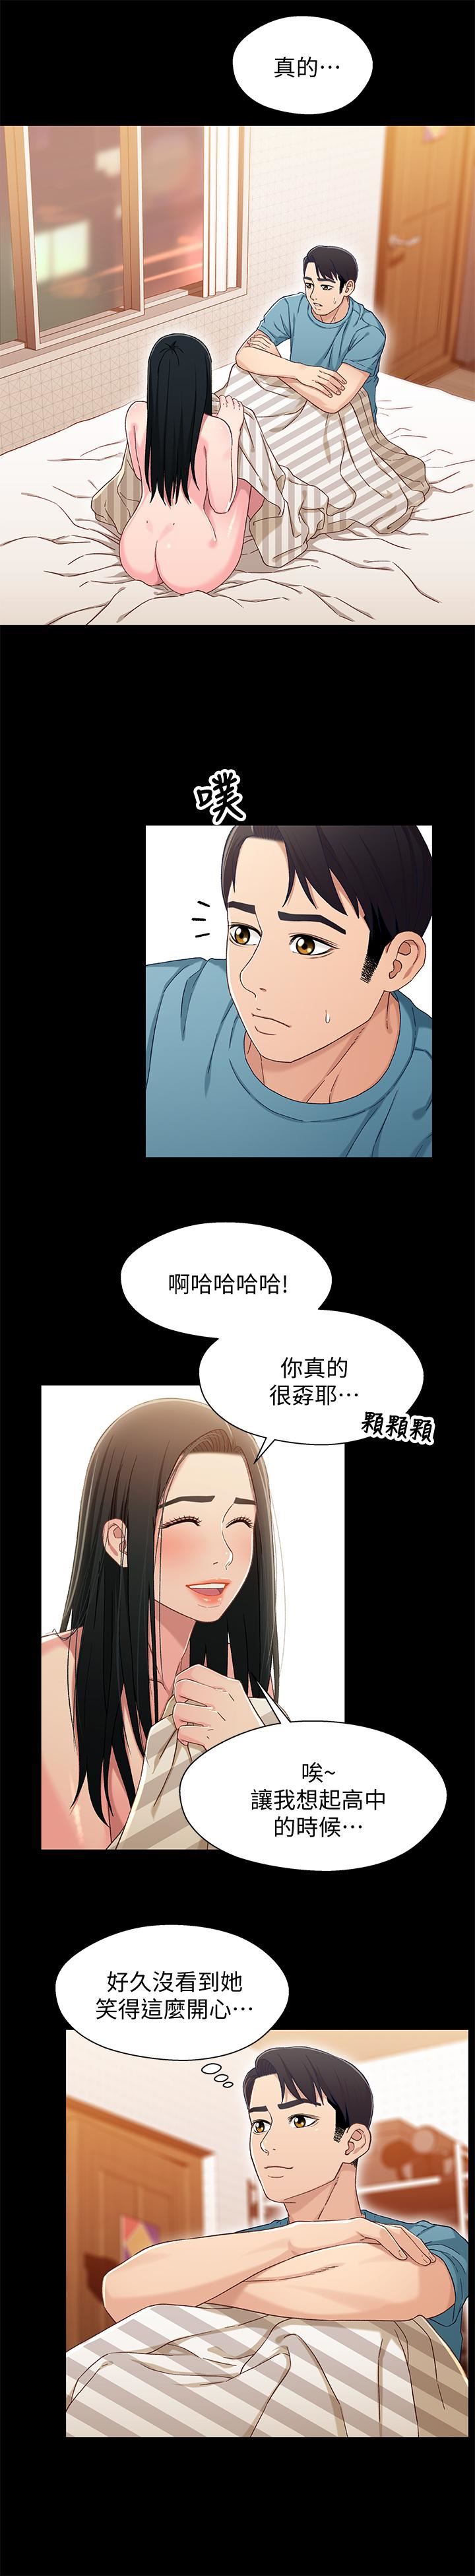 真的…
噗
啊哈哈哈哈!
你真的
很孬耶…
顆顆顆
唉~
讓我想起高中
的時候…
好久沒看到她
笑得這麼開心…